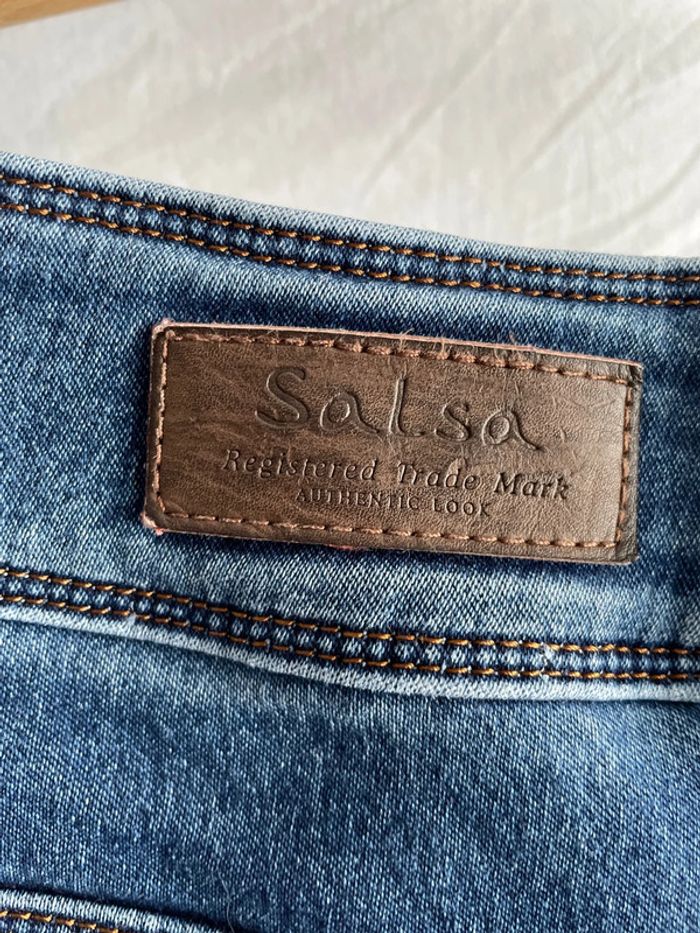 Salsa
Registered Trade Mark
AUTHENTIC LOOK